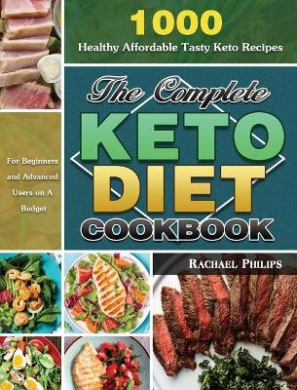 1000
Healthy Affordable Tasty Keto Recipes
The Complete
KETO
DIET
COOKBOOK
For Beginners
and Advanced
Users on A
Budget
RACHAEL PHILIPS